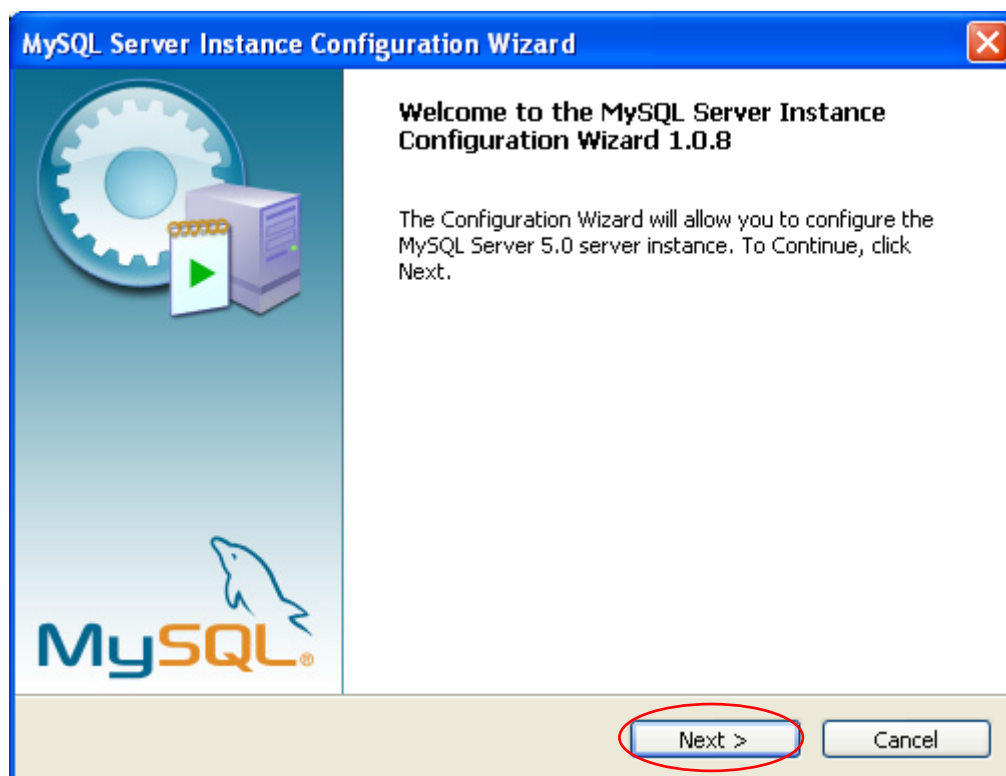 MySQL Server Instance Configuration Wizard
Welcome to the MySQL Server Instance
Configuration Wizard 1.0.8
The Configuration Wizard will allow you to configure the
MySQL Server 5.0 server instance. To Continue, click
Next.
MySQL®
Next >
Cancel